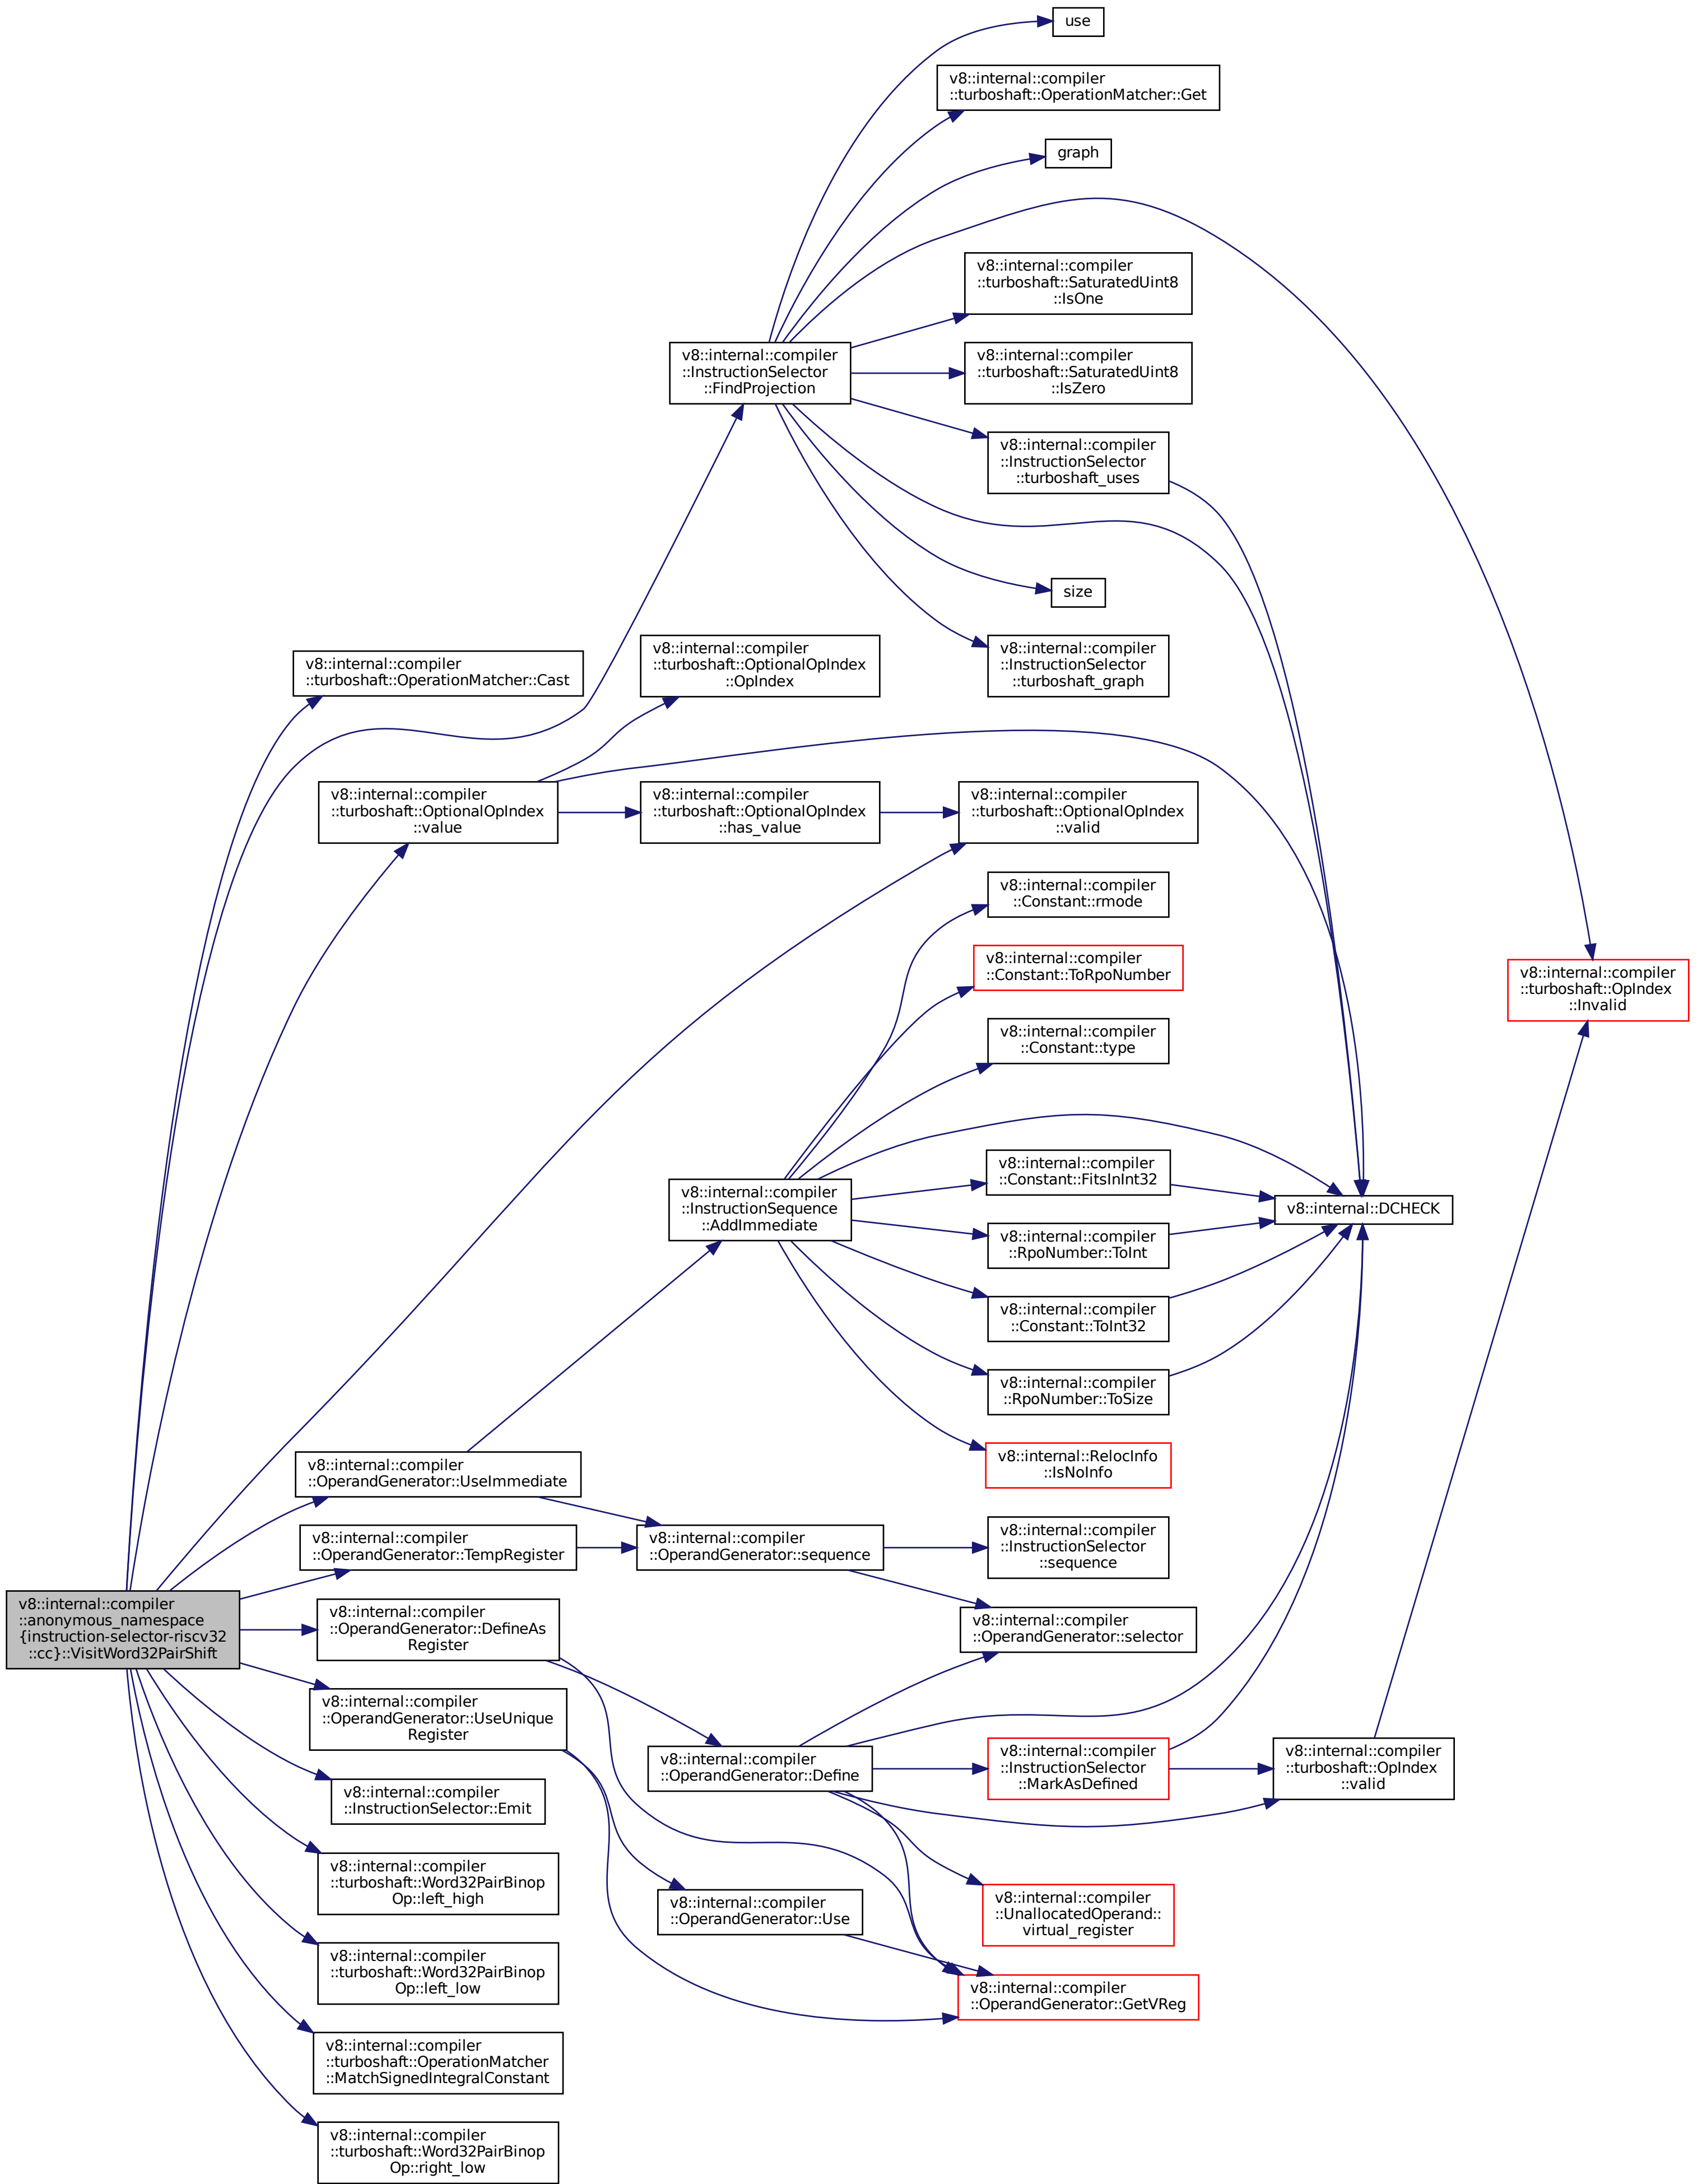 use
v8::internal::compiler
::turboshaft::OperationMatcher::Get
graph
v8::internal::compiler
::turboshaft::SaturatedUint8
::IsOne
v8::internal::compiler
::InstructionSelector
::FindProjection
v8::internal::compiler
::turboshaft::SaturatedUint8
::IsZero
v8::internal::compiler
::InstructionSelector
::turboshaft_uses
size
v8::internal::compiler
::InstructionSelector
::turboshaft_graph
v8::internal::compiler
::turboshaft::OptionalOpIndex
::OpIndex
v8::internal::compiler
::turboshaft::OperationMatcher::Cast
v8::internal::compiler
::turboshaft::OptionalOpIndex
::value
v8::internal::compiler
::turboshaft::OptionalOpIndex
::has_value
v8::internal::compiler
::turboshaft::OptionalOpIndex
::valid
v8::internal::compiler
::Constant::rmode
v8::internal::compiler
::Constant::ToRpoNumber
v8::internal::compiler
::turboshaft::OpIndex
::Invalid
v8::internal::compiler
::Constant::type
v8::internal::compiler
::Constant::FitsInInt32
v8::internal::compiler
::InstructionSequence
::AddImmediate
v8::internal::DCHECK
v8::internal::compiler
::RpoNumber::ToInt
v8::internal::compiler
::Constant::ToInt32
v8::internal::compiler
::RpoNumber::ToSize
v8::internal::RelocInfo
::IsNoInfo
v8::internal::compiler
::OperandGenerator::UseImmediate
v8::internal::compiler
::OperandGenerator::TempRegister
v8::internal::compiler
::OperandGenerator::sequence
v8::internal::compiler
::InstructionSelector
::sequence
v8::internal::compiler
::anonymous_namespace
{instruction-selector-riscv32
::cc}::VisitWord32PairShift
v8::internal::compiler
::OperandGenerator::DefineAs
Register
v8::internal::compiler
::OperandGenerator::selector
v8::internal::compiler
::OperandGenerator::UseUnique
Register
v8::internal::compiler
::OperandGenerator::Define
v8::internal::compiler
::InstructionSelector
::MarkAsDefined
v8::internal::compiler
::turboshaft::OpIndex
::valid
v8::internal::compiler
::InstructionSelector::Emit
v8::internal::compiler
::turboshaft::Word32PairBinop
Op::left_high
v8::internal::compiler
::OperandGenerator::Use
v8::internal::compiler
::UnallocatedOperand::
virtual_register
v8::internal::compiler
::turboshaft::Word32PairBinop
Op::left_low
v8::internal::compiler
::OperandGenerator::GetVReg
v8::internal::compiler
::turboshaft::OperationMatcher
::MatchSignedIntegralConstant
v8::internal::compiler
::turboshaft::Word32PairBinop
Op::right_low